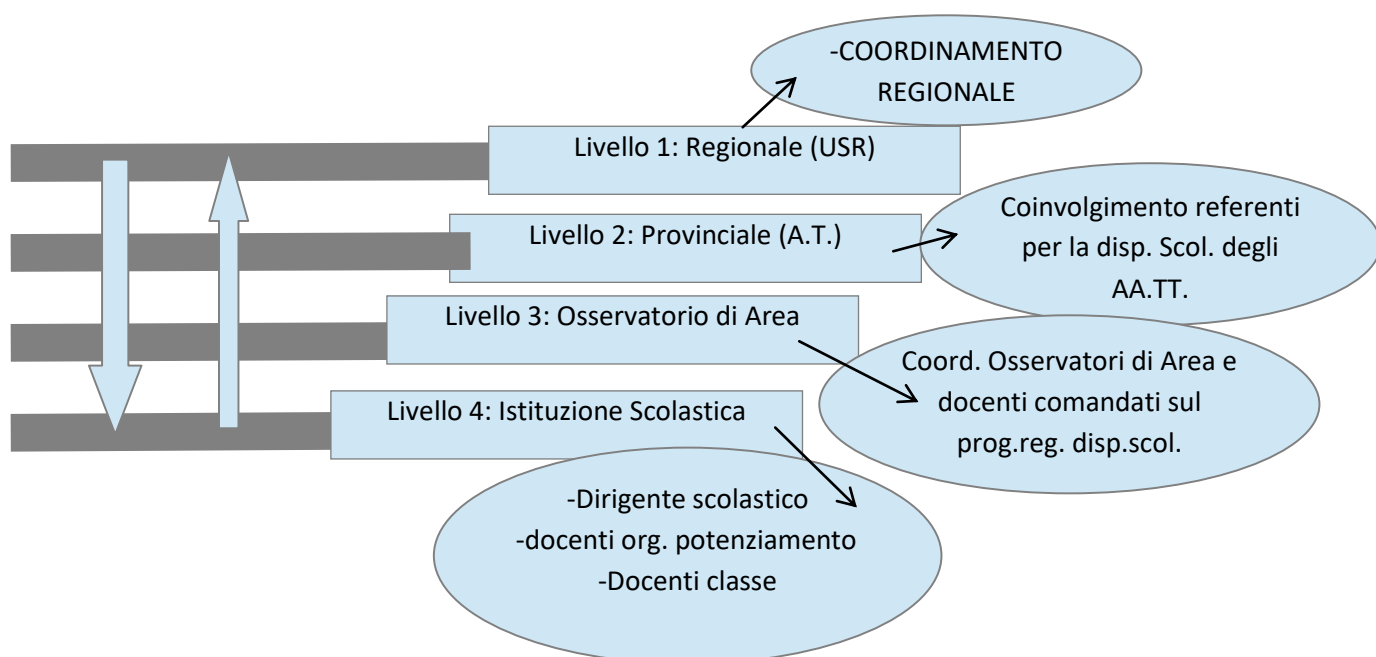 -COORDINAMENTO
REGIONALE
Livello 1: Regionale (USR)
Livello 2: Provinciale (A.T.)
Coinvolgimento referenti
per la disp. Scol. degli
AA.TT.
Livello 3: Osservatorio di Area
Coord. Osservatori di Area e
docenti comandati sul
prog.reg. disp.scol.
Livello 4: Istituzione Scolastica
-Dirigente scolastico
-docenti org. potenziamento
-Docenti classe